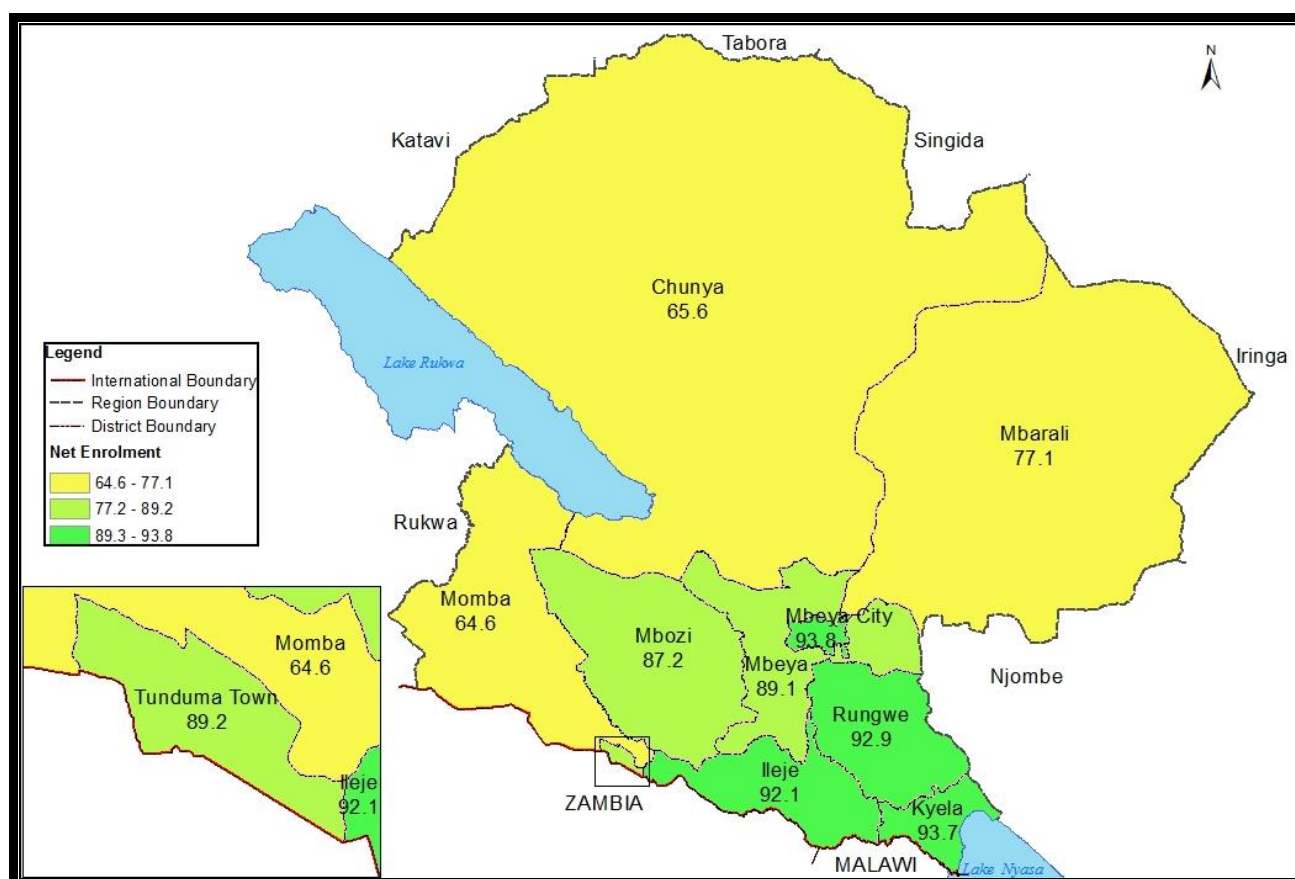 Tabora
N
Katavi
Singida
Chunya
65.6
Iringa
Lake Rukwa
Mbarali
77.1
Legend
International Boundary
Region Boundary
District Boundary
Net Enrolment
64.6 - 77.1
77.2 - 89.2
89.3 - 93.8
Rukwa
Momba
64.6
Mbozi
87.2
Mbeya City
93.8
Mbeya
89.1
Njombe
Rungwe
92.9
Ileje
92.1
Kyela
93.7
ZAMBIA
MALAWI
Lake Nyasa
Momba
64.6
Tunduma Town
89.2
Ileje
92.1